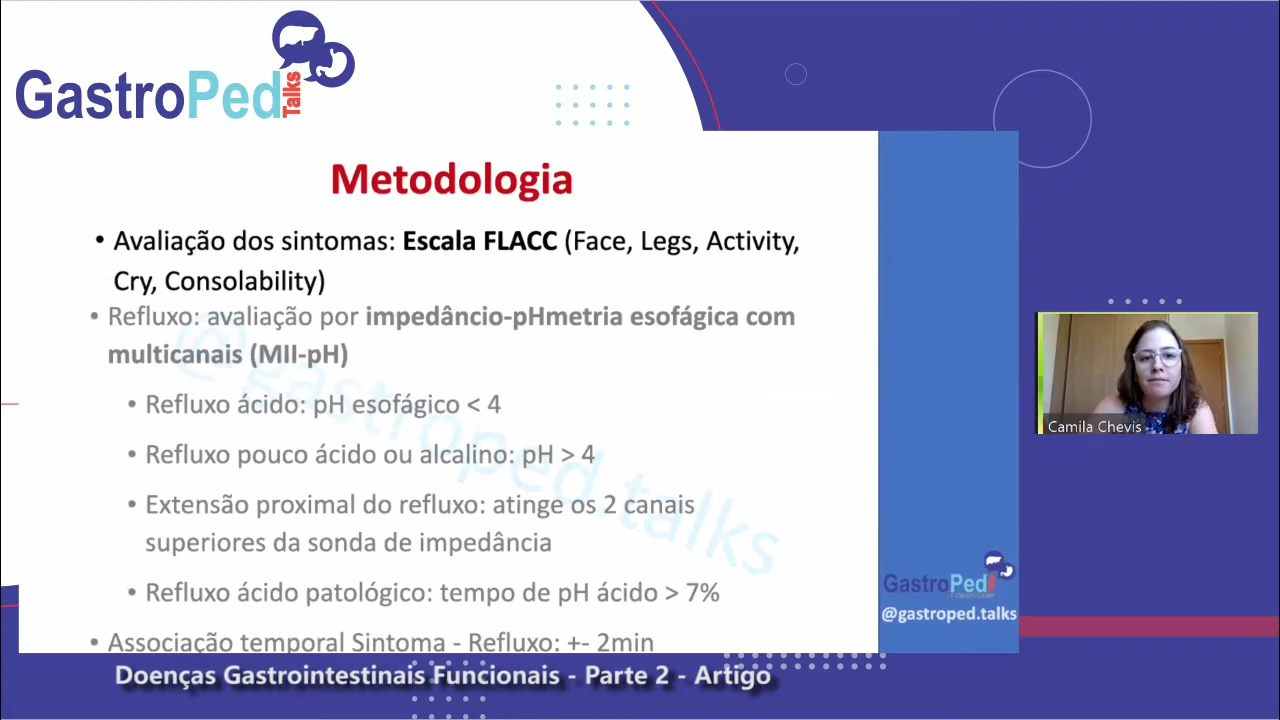 GastroPed Talks
Metodologia
• Avaliação dos sintomas: Escala FLACC (Face, Legs, Activity,
Cry, Consolability)
• Refluxo: avaliação por impedâncio-pHmetria esofágica com
multicanais (MII-pH)
• Refluxo ácido: pH esofágico < 4
• Refluxo pouco ácido ou alcalino: pH > 4
• Extensão proximal do refluxo: atinge os 2 canais
superiores da sonda de impedância
• Refluxo ácido patológico: tempo de pH ácido > 7%
• Associação temporal Sintoma - Refluxo: +- 2min
@gastroped.talks
Camila Chevis
GastroPed
@gastroped.talks
Doenças Gastrointestinais Funcionais - Parte 2 - Artigo